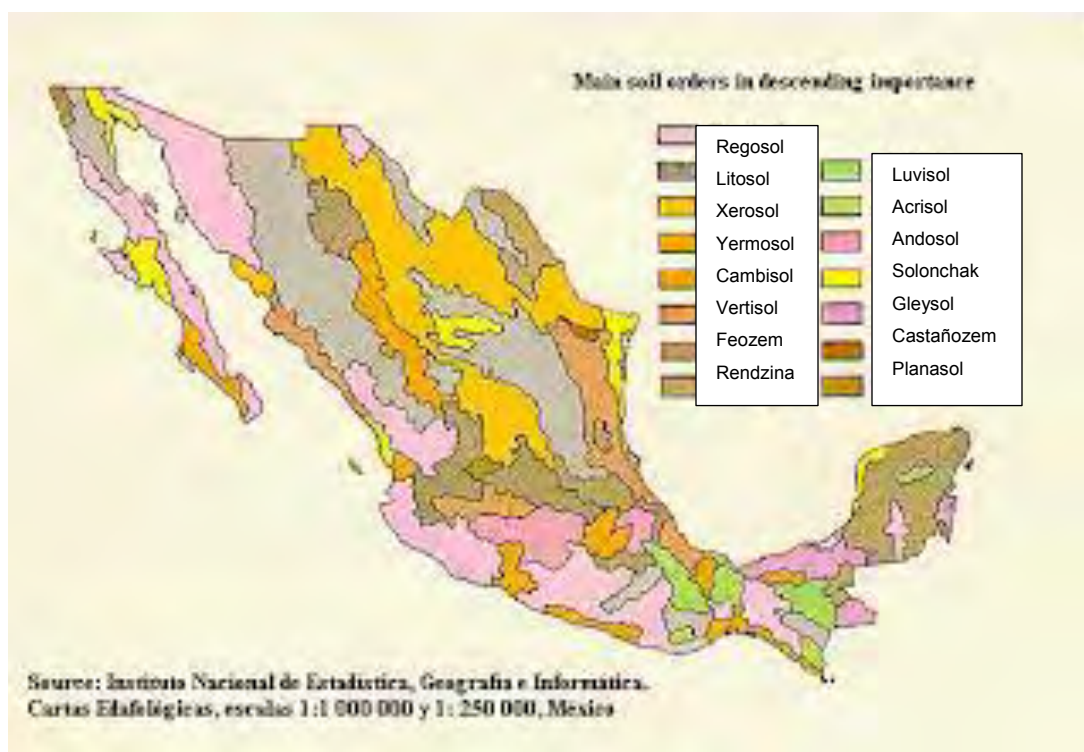 Main soil orders in descending importance
Regosol
Litosol
Xerosol
Yermosol
Cambisol
Vertisol
Feozem
Rendzina
Luvisol
Acrisol
Andosol
Solonchak
Gleysol
Castañozem
Planasol
Source: Instituto Nacional de Estadística, Geografía e Informática.
Cartas Edafológicas, escalas 1:1 000 000 y 1: 250 000, Mexico